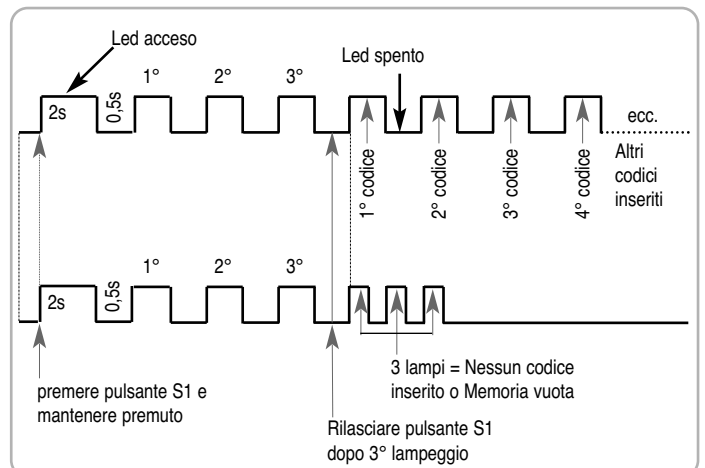 Led acceso
Led spento
1° 2° 3°
2s
0,5s
ecc.
1° codice
2° codice
3° codice
4° codice
Altri
codici
inseriti
1° 2° 3°
2s
0,5s
premere pulsante S1 e
mantenere premuto
3 lampi = Nessun codice
inserito o Memoria vuota
Rilasciare pulsante S1
dopo 3° lampeggio